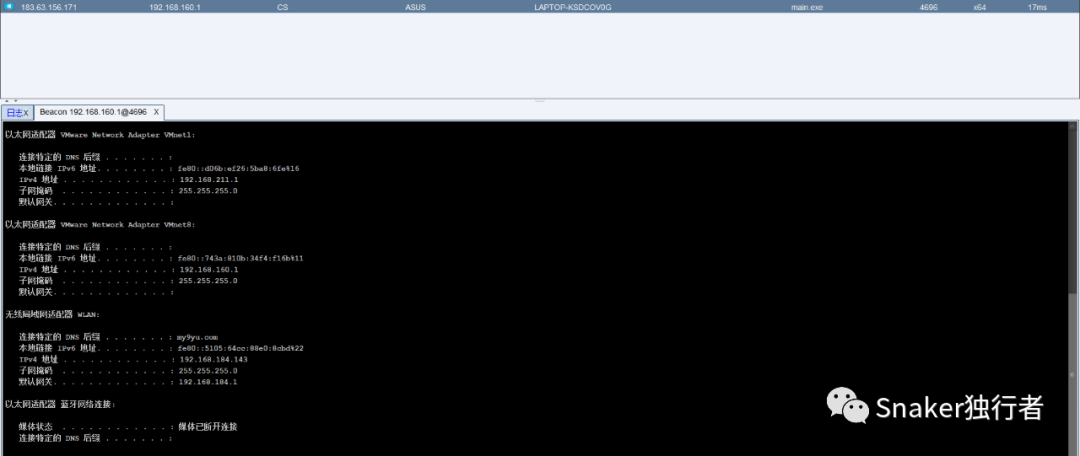 183.63.156.171 192.168.160.1 CS ASUS LAPTOP-KSDCOV0G main.exe 4696 x64 17ms
日志X Beacon 192.168.160.1@4696 X
以太网适配器 VMware Network Adapter VMnet1:
连接特定的 DNS 后缀 . . . . . . . :
本地链接 IPv6 地址. . . . . . . . : fe80::d06b:ef26:5ba8:6fe%16
IPv4 地址 . . . . . . . . . . . . : 192.168.211.1
子网掩码 . . . . . . . . . . . . : 255.255.255.0
默认网关. . . . . . . . . . . . . :
以太网适配器 VMware Network Adapter VMnet8:
连接特定的 DNS 后缀 . . . . . . . :
本地链接 IPv6 地址. . . . . . . . : fe80::743a:810b:34f4:f16b%11
IPv4 地址 . . . . . . . . . . . . : 192.168.160.1
子网掩码 . . . . . . . . . . . . : 255.255.255.0
默认网关. . . . . . . . . . . . . :
无线局域网适配器 WLAN:
连接特定的 DNS 后缀 . . . . . . . : my9yu.com
本地链接 IPv6 地址. . . . . . . . : fe80::5105:64cc:88e0:8cbd%22
IPv4 地址 . . . . . . . . . . . . : 192.168.184.143
子网掩码 . . . . . . . . . . . . : 255.255.255.0
默认网关. . . . . . . . . . . . . : 192.168.184.1
以太网适配器 蓝牙网络连接:
媒体状态 . . . . . . . . . . . . : 媒体已断开连接
连接特定的 DNS 后缀 . . . . . . . :
Snaker独行者